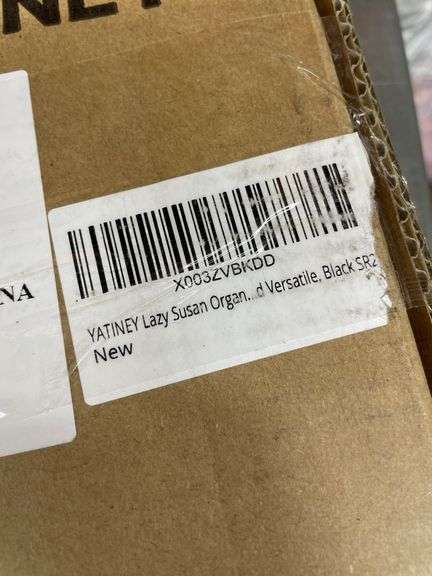 NA
X003ZVBKDD
YATINEY Lazy Susan Organ...d Versatile, Black SR2
New